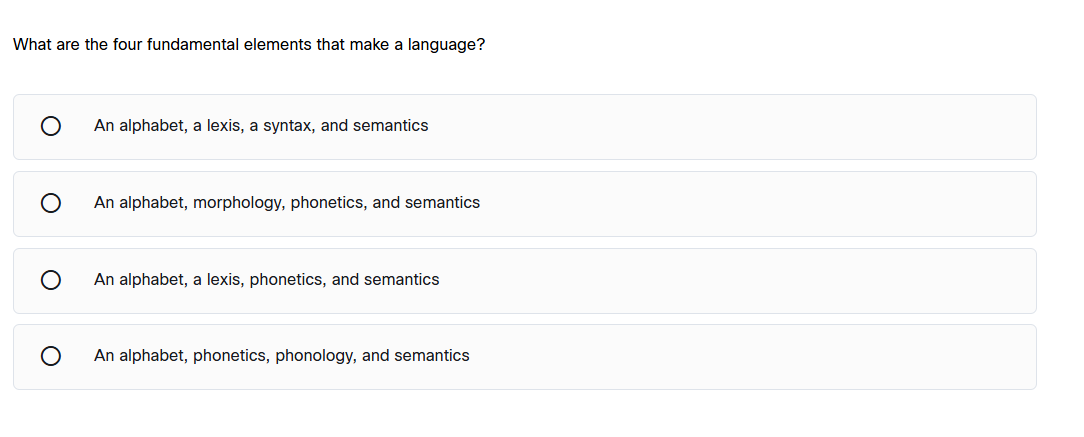 What are the four fundamental elements that make a language?
An alphabet, a lexis, a syntax, and semantics
An alphabet, morphology, phonetics, and semantics
An alphabet, a lexis, phonetics, and semantics
An alphabet, phonetics, phonology, and semantics